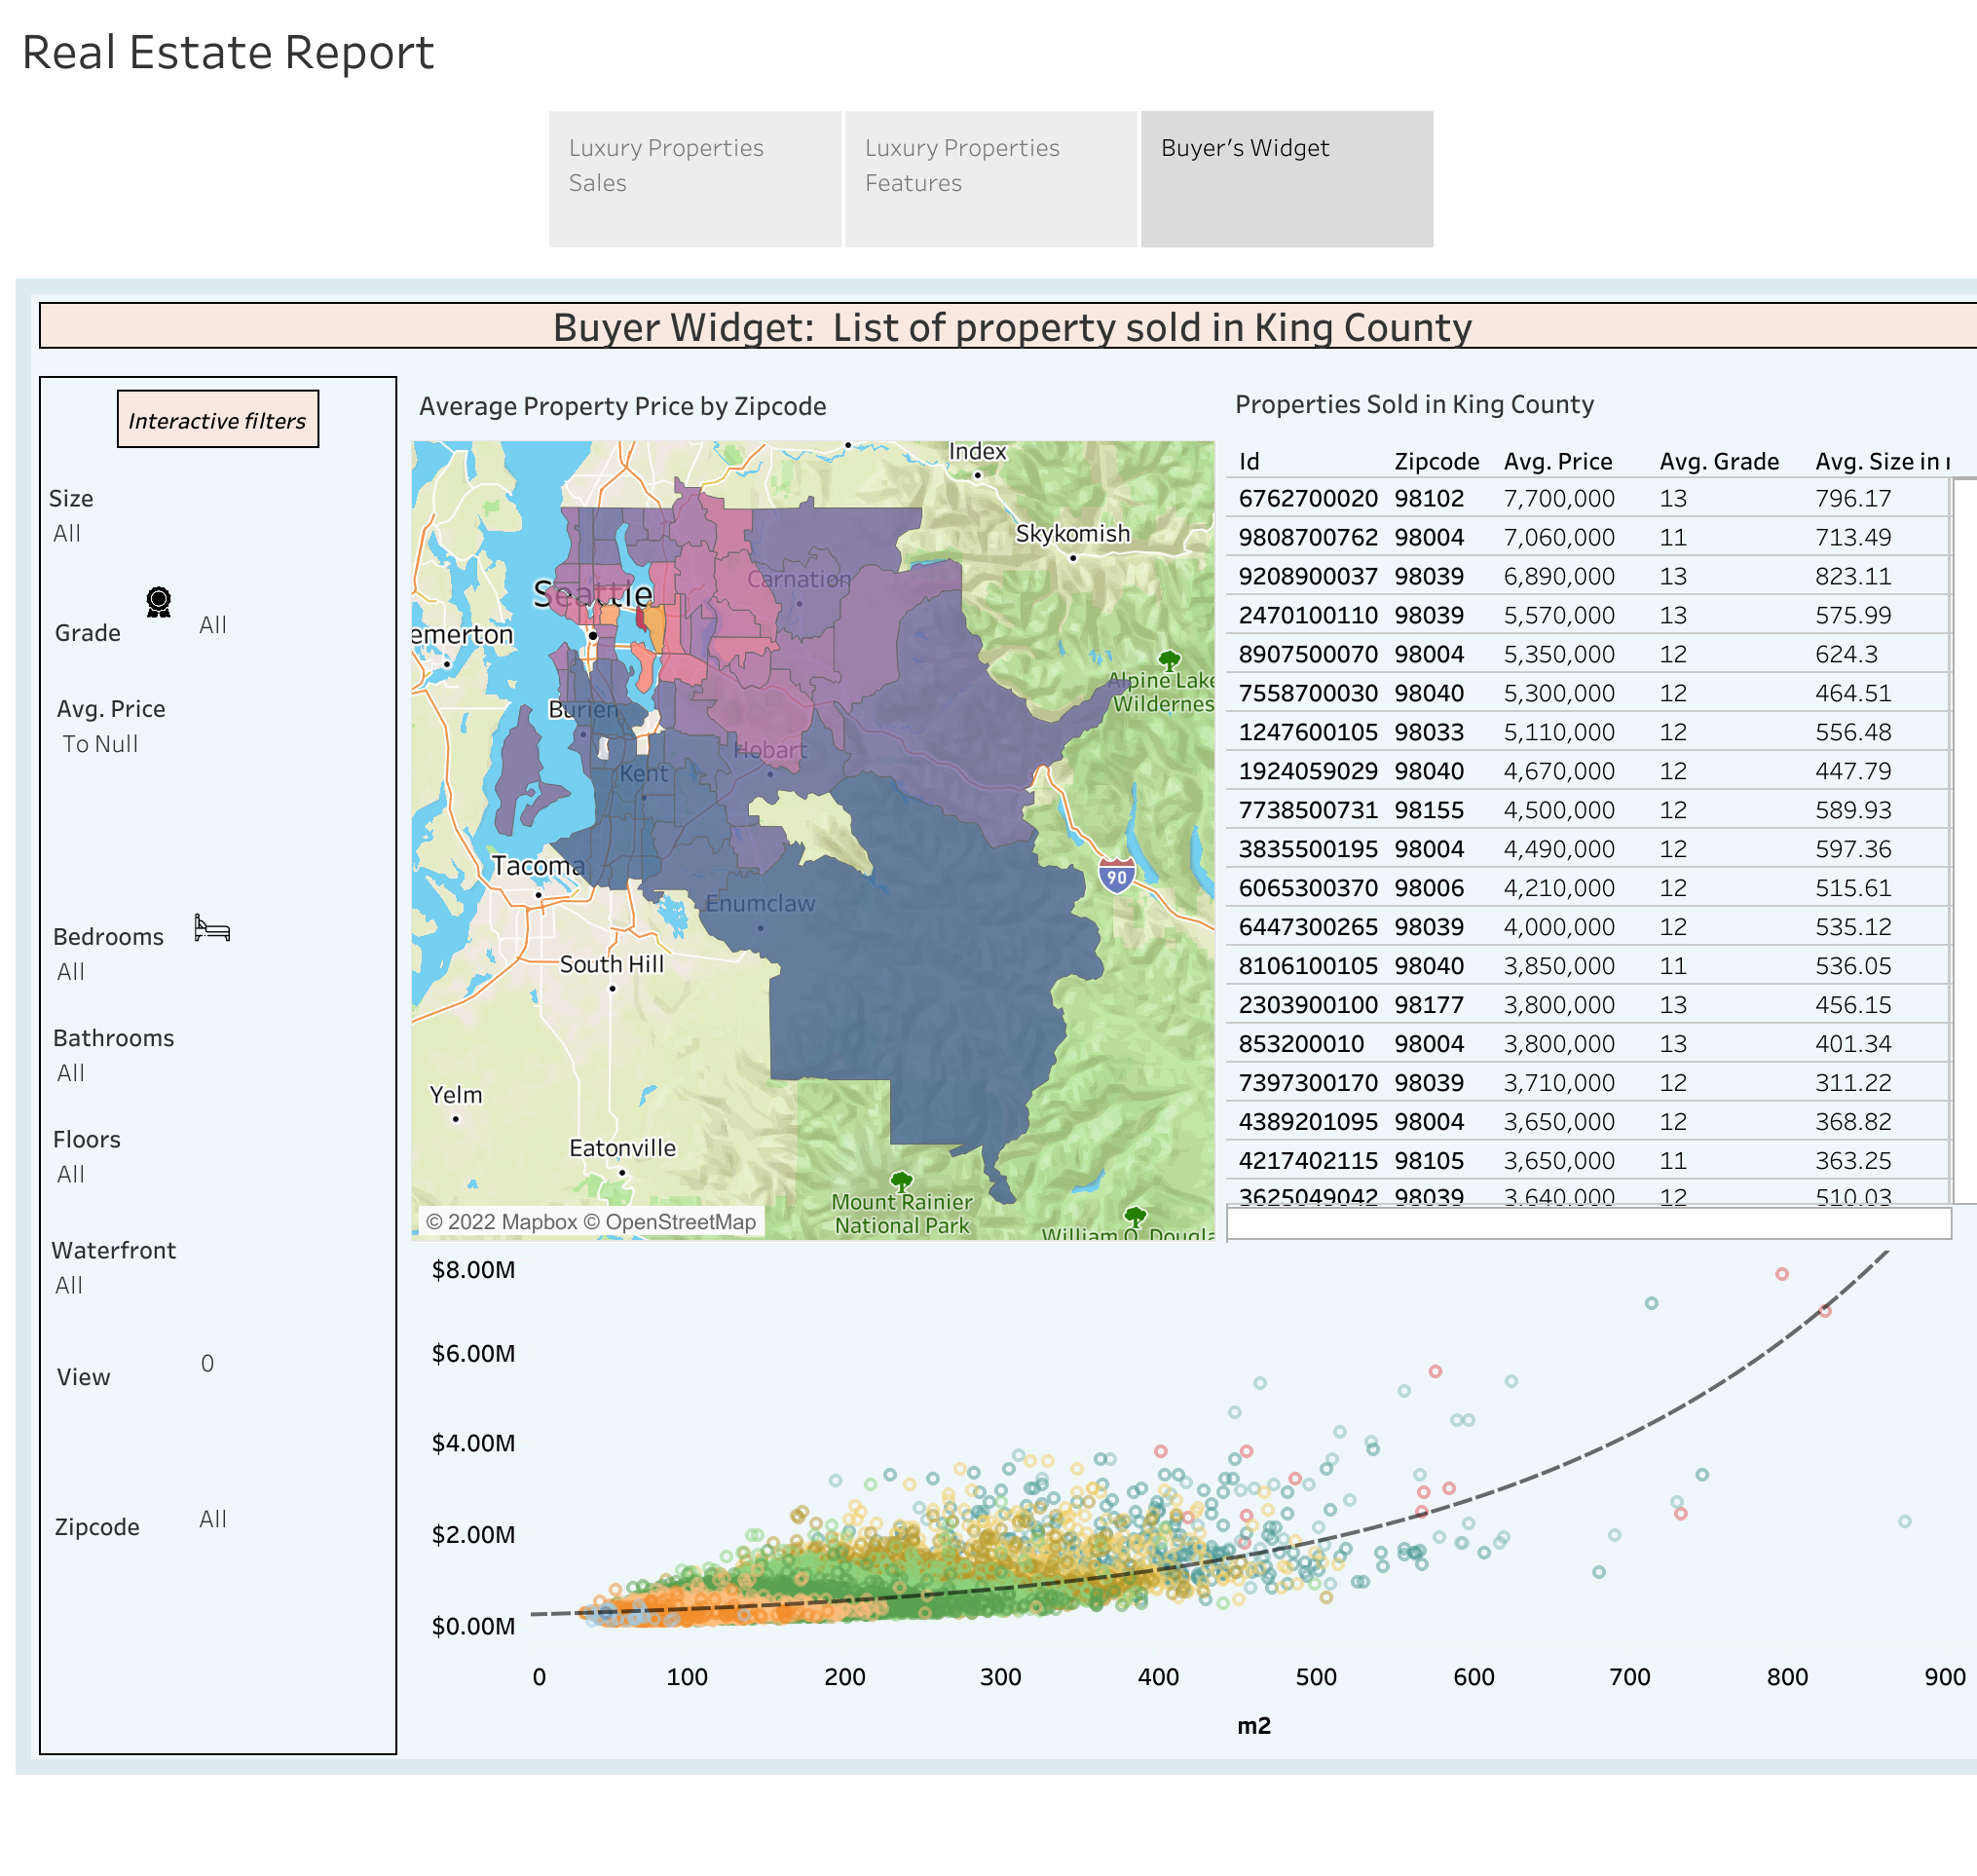 Real Estate Report
Luxury Properties
Sales
Luxury Properties
Features
Buyer’s Widget
Buyer Widget:  List of property sold in King County
Interactive filters
Size
All
Grade
All
Avg. Price
To Null
Bedrooms
All
Bathrooms
All
Floors
All
Waterfront
All
View
0
Zipcode
All
Average Property Price by Zipcode
Index
Skykomish
Carnation
Seattle
emerton
Alpine Lake
Wildernes
Burien
Hobart
Kent
Tacoma
90
Enumclaw
South Hill
Yelm
Eatonville
Mount Rainier
National Park
William O. Dougla
© 2022 Mapbox © OpenStreetMap
Properties Sold in King County
Id Zipcode Avg. Price Avg. Grade Avg. Size in
6762700020 98102 7,700,000 13 796.17
9808700762 98004 7,060,000 11 713.49
9208900037 98039 6,890,000 13 823.11
2470100110 98039 5,570,000 13 575.99
8907500070 98004 5,350,000 12 624.3
7558700030 98040 5,300,000 12 464.51
1247600105 98033 5,110,000 12 556.48
1924059029 98040 4,670,000 12 447.79
7738500731 98155 4,500,000 12 589.93
3835500195 98004 4,490,000 12 597.36
6065300370 98006 4,210,000 12 515.61
6447300265 98039 4,000,000 12 535.12
8106100105 98040 3,850,000 11 536.05
2303900100 98177 3,800,000 13 456.15
853200010 98004 3,800,000 13 401.34
7397300170 98039 3,710,000 12 311.22
4389201095 98004 3,650,000 12 368.82
4217402115 98105 3,650,000 11 363.25
3625049042 98039 3,640,000 12 510.03
$8.00M
$6.00M
$4.00M
$2.00M
$0.00M
0 100 200 300 400 500 600 700 800 900
m2